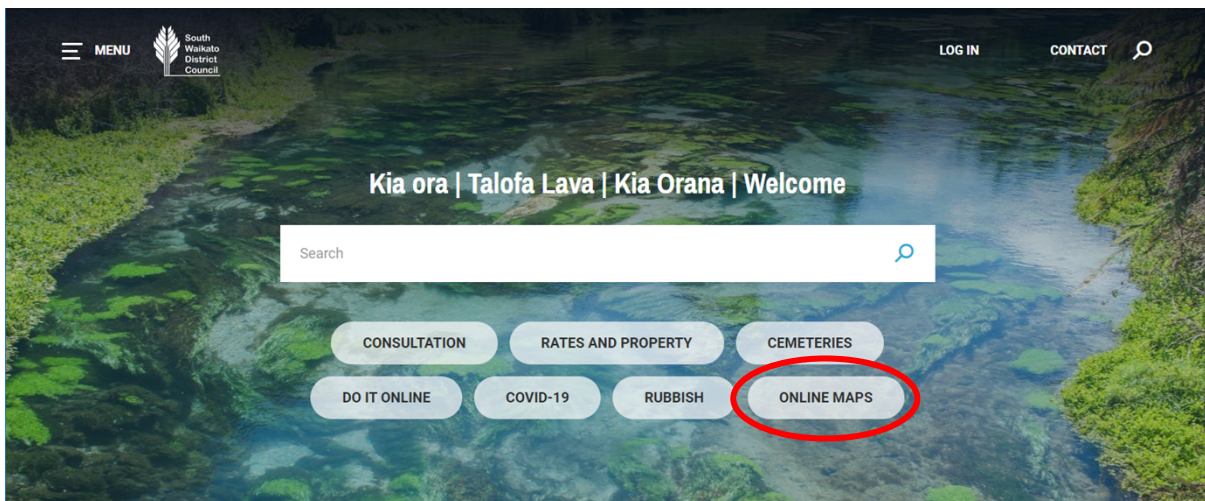 MENU
South
Waikato
District
Council
LOG IN
CONTACT
Kia ora | Talofa Lava | Kia Orana | Welcome
Search
CONSULTATION
RATES AND PROPERTY
CEMETERIES
DO IT ONLINE
COVID-19
RUBBISH
ONLINE MAPS